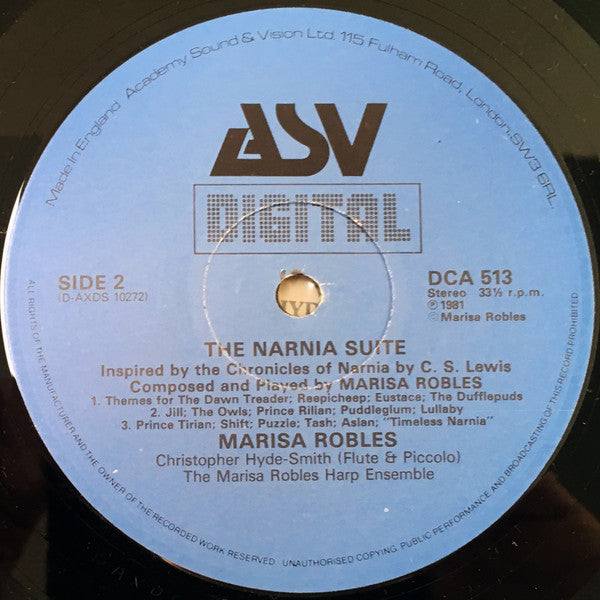 Made in England Academy Sound & Vision Ltd. 115 Fulham Road, London, SW3 6RL.
ASV
DIGITAL
SIDE 2
(D-AXDS 10272)
DCA 513
Stereo 33⅓ r.p.m.
℗ 1981
© Marisa Robles
HYD
THE NARNIA SUITE
Inspired by the Chronicles of Narnia by C. S. Lewis
Composed and Played by MARISA ROBLES
1. Themes for The Dawn Treader; Reepicheep; Eustace; The Dufflepuds
2. Jill; The Owls; Prince Rilian; Puddleglum; Lullaby
3. Prince Tirian; Shift; Puzzle; Tash; Aslan; "Timeless Narnia"
MARISA ROBLES
Christopher Hyde-Smith (Flute & Piccolo)
The Marisa Robles Harp Ensemble
ALL RIGHTS OF THE MANUFACTURER AND THE OWNER OF THE RECORDED WORK RESERVED. UNAUTHORISED COPYING, PUBLIC PERFORMANCE AND BROADCASTING OF THIS RECORD PROHIBITED